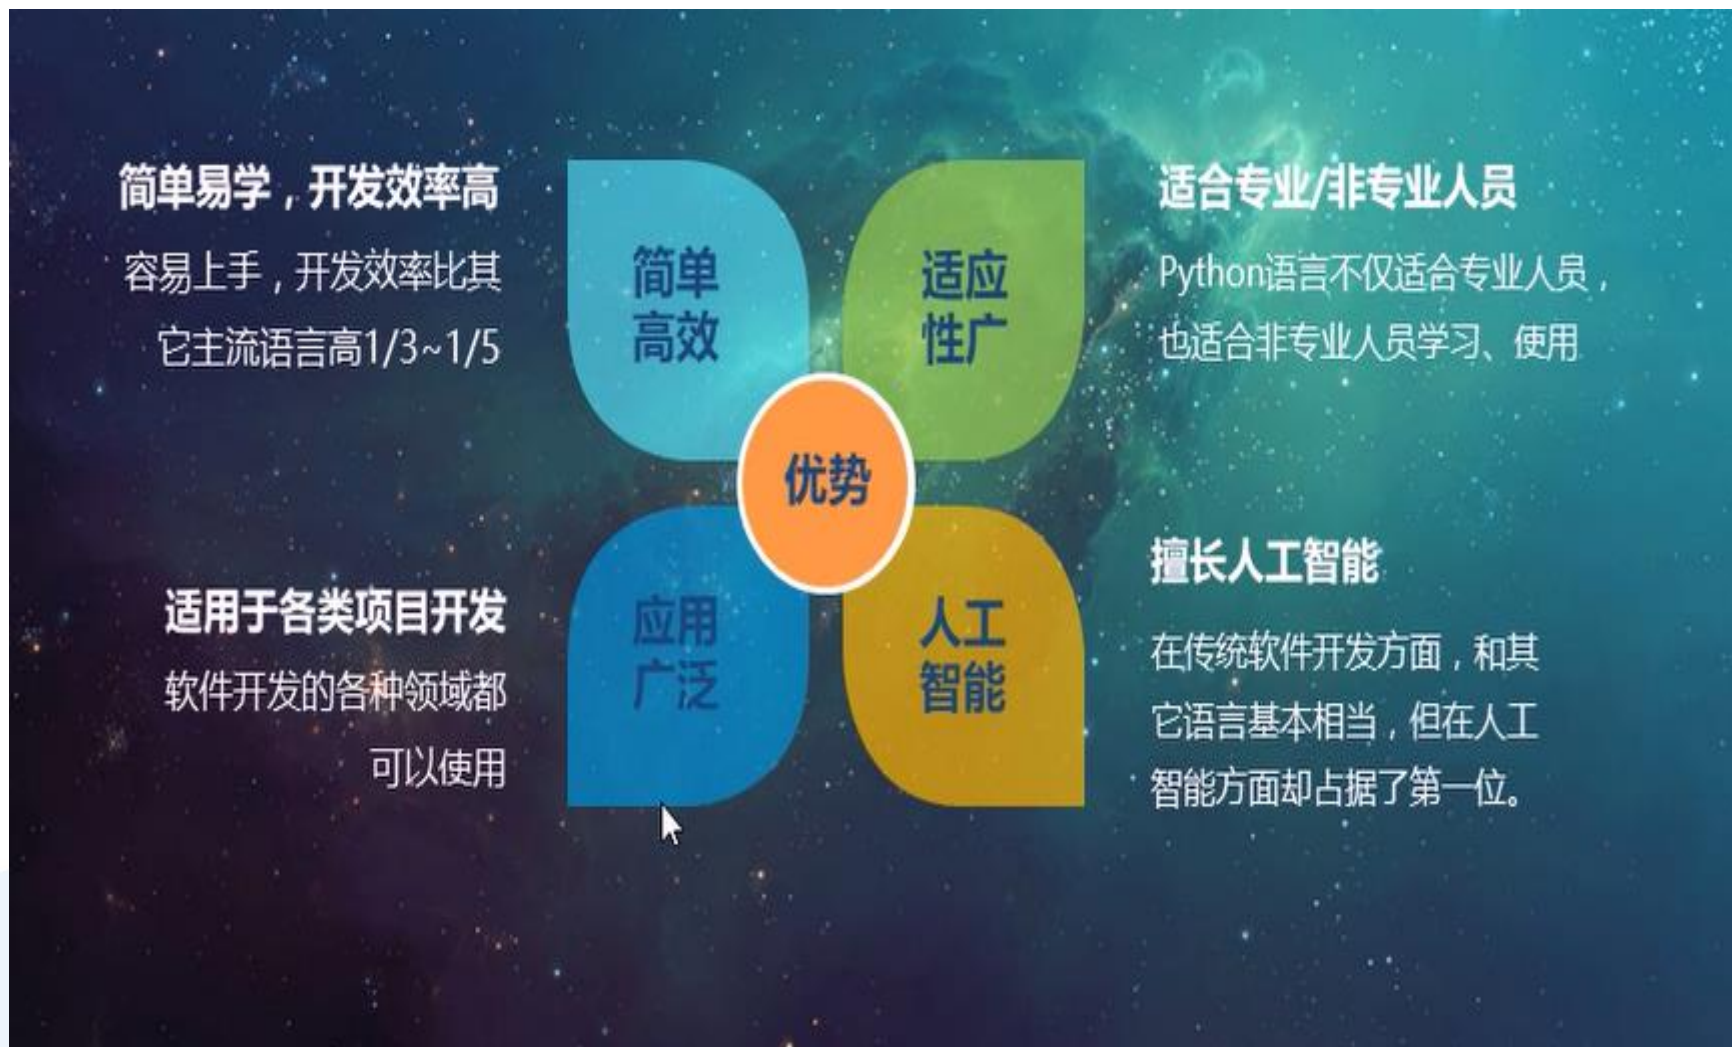 简单易学，开发效率高
容易上手，开发效率比其
它主流语言高1/3~1/5
简单
高效
适应
性广
适合专业/非专业人员
Python语言不仅适合专业人员，
也适合非专业人员学习、使用
优势
适用于各类项目开发
软件开发的各种领域都
可以使用
应用
广泛
人工
智能
擅长人工智能
在传统软件开发方面，和其
它语言基本相当，但在人工
智能方面却占据了第一位。